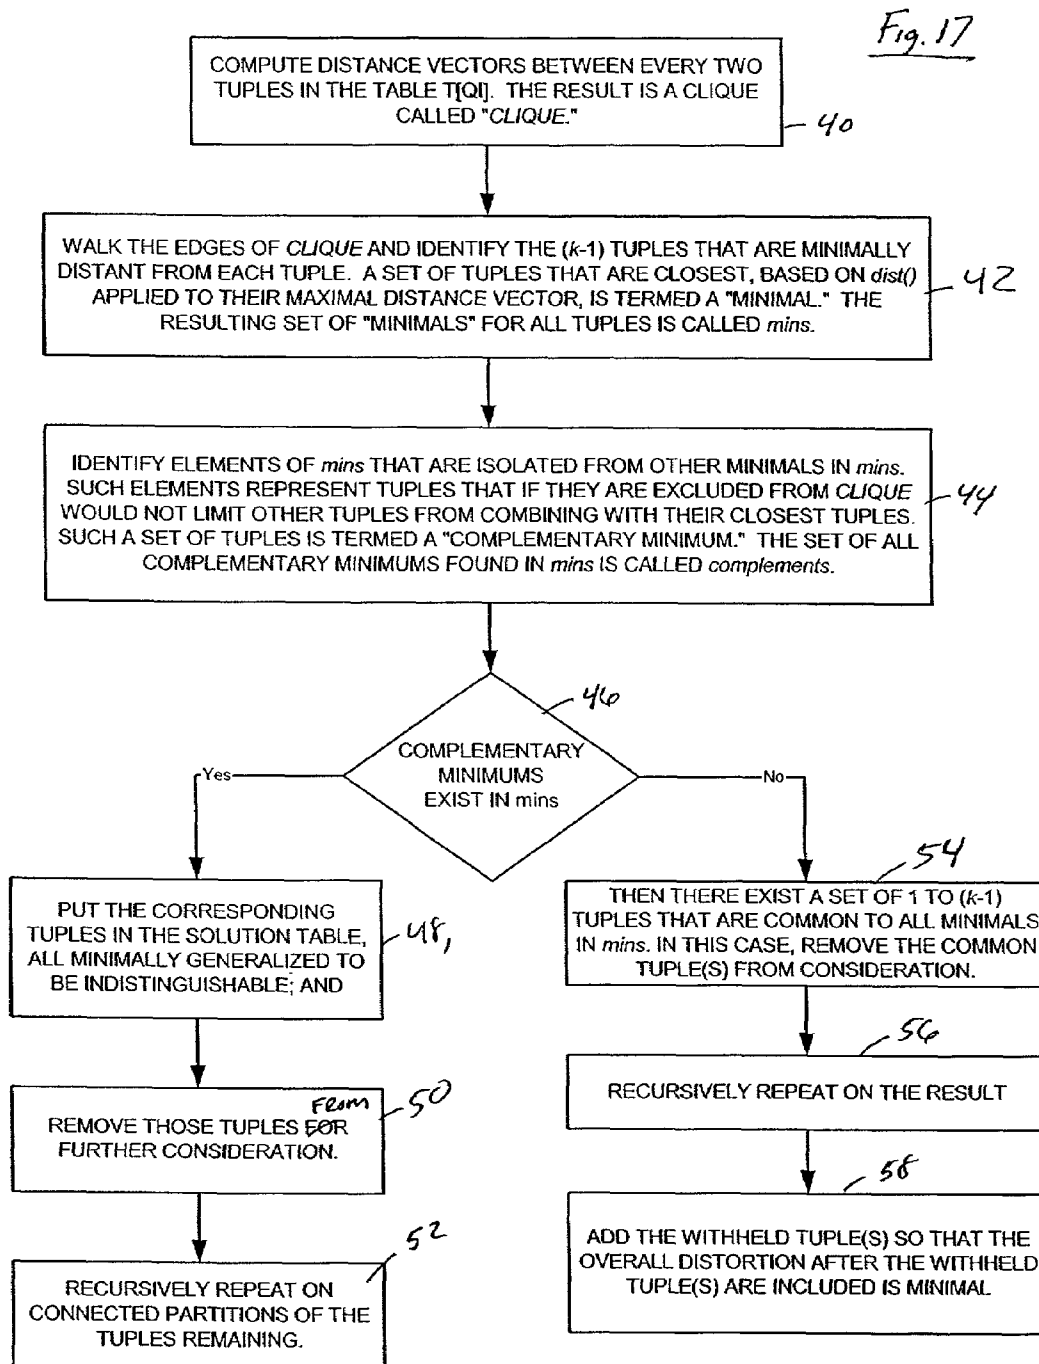 Fig. 17
COMPUTE DISTANCE VECTORS BETWEEN EVERY TWO
TUPLES IN THE TABLE T[QI]. THE RESULT IS A CLIQUE
CALLED "CLIQUE."
40
WALK THE EDGES OF CLIQUE AND IDENTIFY THE (k-1) TUPLES THAT ARE MINIMALLY
DISTANT FROM EACH TUPLE. A SET OF TUPLES THAT ARE CLOSEST, BASED ON dist()
APPLIED TO THEIR MAXIMAL DISTANCE VECTOR, IS TERMED A "MINIMAL." THE
RESULTING SET OF "MINIMALS" FOR ALL TUPLES IS CALLED mins.
42
IDENTIFY ELEMENTS OF mins THAT ARE ISOLATED FROM OTHER MINIMALS IN mins.
SUCH ELEMENTS REPRESENT TUPLES THAT IF THEY ARE EXCLUDED FROM CLIQUE
WOULD NOT LIMIT OTHER TUPLES FROM COMBINING WITH THEIR CLOSEST TUPLES.
SUCH A SET OF TUPLES IS TERMED A "COMPLEMENTARY MINIMUM." THE SET OF ALL
COMPLEMENTARY MINIMUMS FOUND IN mins IS CALLED complements.
44
46
COMPLEMENTARY
MINIMUMS
EXIST IN mins
Yes
No
PUT THE CORRESPONDING
TUPLES IN THE SOLUTION TABLE,
ALL MINIMALLY GENERALIZED TO
BE INDISTINGUISHABLE; AND
48,
FROM
REMOVE THOSE TUPLES FOR
FURTHER CONSIDERATION.
50
52
RECURSIVELY REPEAT ON
CONNECTED PARTITIONS OF THE
TUPLES REMAINING.
54
THEN THERE EXIST A SET OF 1 TO (k-1)
TUPLES THAT ARE COMMON TO ALL MINIMALS
IN mins. IN THIS CASE, REMOVE THE COMMON
TUPLE(S) FROM CONSIDERATION.
56
RECURSIVELY REPEAT ON THE RESULT
58
ADD THE WITHHELD TUPLE(S) SO THAT THE
OVERALL DISTORTION AFTER THE WITHHELD
TUPLE(S) ARE INCLUDED IS MINIMAL